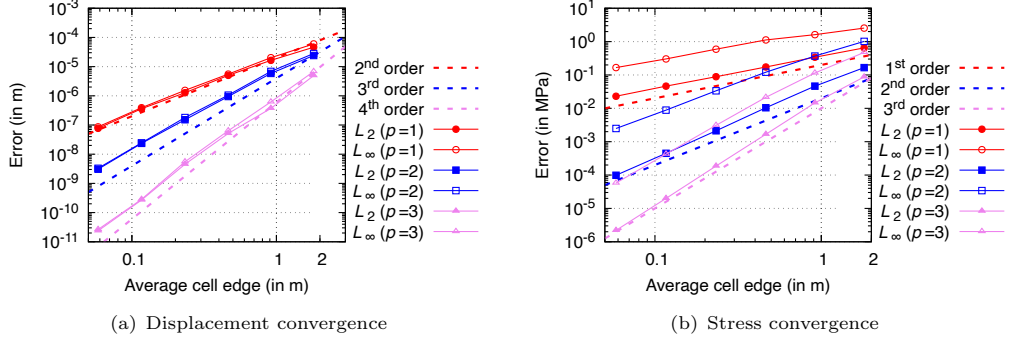 10⁻³
10⁻⁴
10⁻⁵
10⁻⁶
10⁻⁷
10⁻⁸
10⁻⁹
10⁻¹⁰
10⁻¹¹
Error (in m)
0.1
1
2
Average cell edge (in m)
2ⁿᵈ order
3ʳᵈ order
4ᵗʰ order
L₂ (p=1)
L∞ (p=1)
L₂ (p=2)
L∞ (p=2)
L₂ (p=3)
L∞ (p=3)
(a) Displacement convergence
10¹
10⁰
10⁻¹
10⁻²
10⁻³
10⁻⁴
10⁻⁵
10⁻⁶
Error (in MPa)
0.1
1
2
Average cell edge (in m)
1ˢᵗ order
2ⁿᵈ order
3ʳᵈ order
L₂ (p=1)
L∞ (p=1)
L₂ (p=2)
L∞ (p=2)
L₂ (p=3)
L∞ (p=3)
(b) Stress convergence